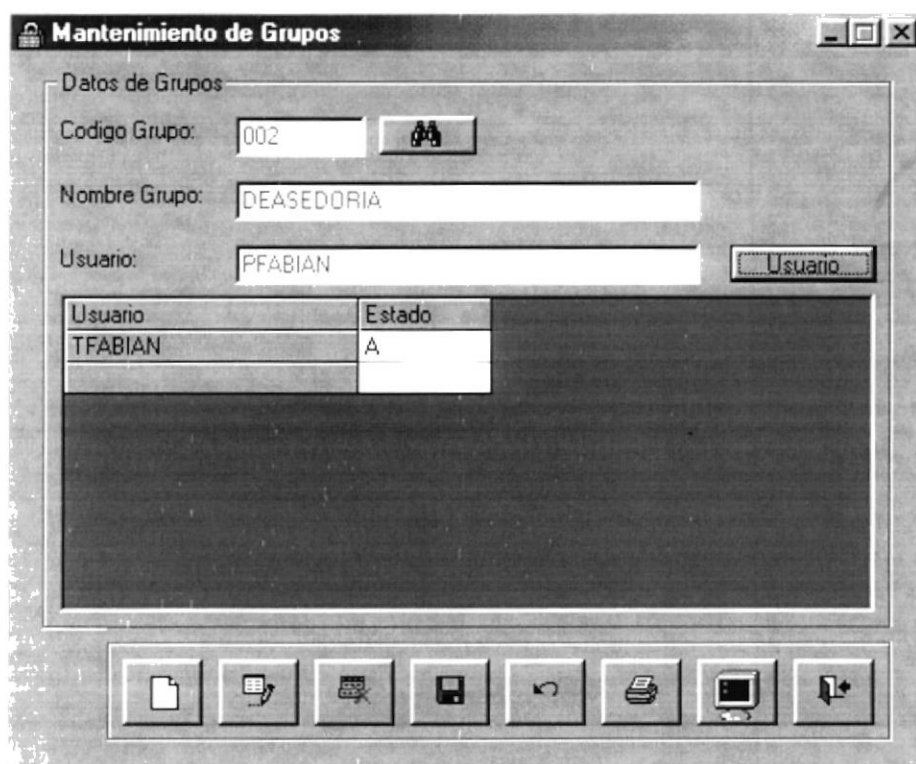 Mantenimiento de Grupos
Datos de Grupos
Codigo Grupo: 002
Nombre Grupo: DEASEDORIA
Usuario: PFABIAN Usuario
Usuario Estado
TFABIAN A